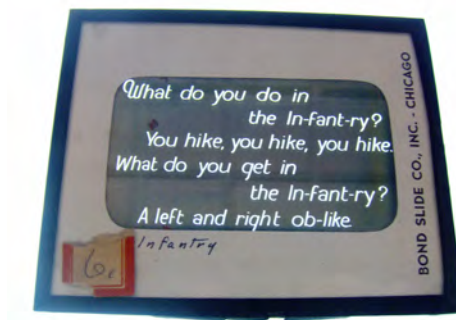 What do you do in
the In-fant-ry?
You hike, you hike, you hike.
What do you get in
the In-fant-ry?
A left and right ob-like
Infantry
6.
BOND SLIDE CO., INC. - CHICAGO